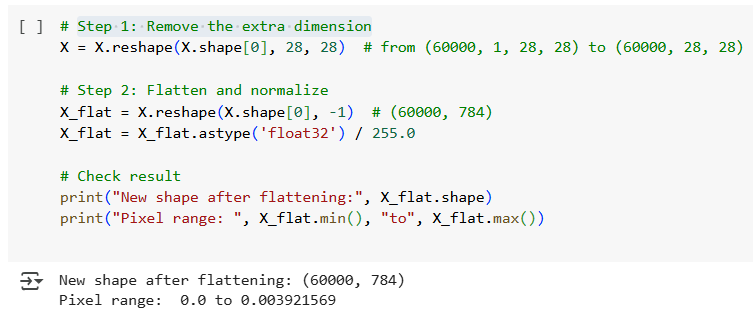 [ ] # Step 1: Remove the extra dimension
X = X.reshape(X.shape[0], 28, 28)  # from (60000, 1, 28, 28) to (60000, 28, 28)
# Step 2: Flatten and normalize
X_flat = X.reshape(X.shape[0], -1)  # (60000, 784)
X_flat = X_flat.astype('float32') / 255.0
# Check result
print("New shape after flattening:", X_flat.shape)
print("Pixel range: ", X_flat.min(), "to", X_flat.max())
New shape after flattening: (60000, 784)
Pixel range:  0.0 to 0.003921569